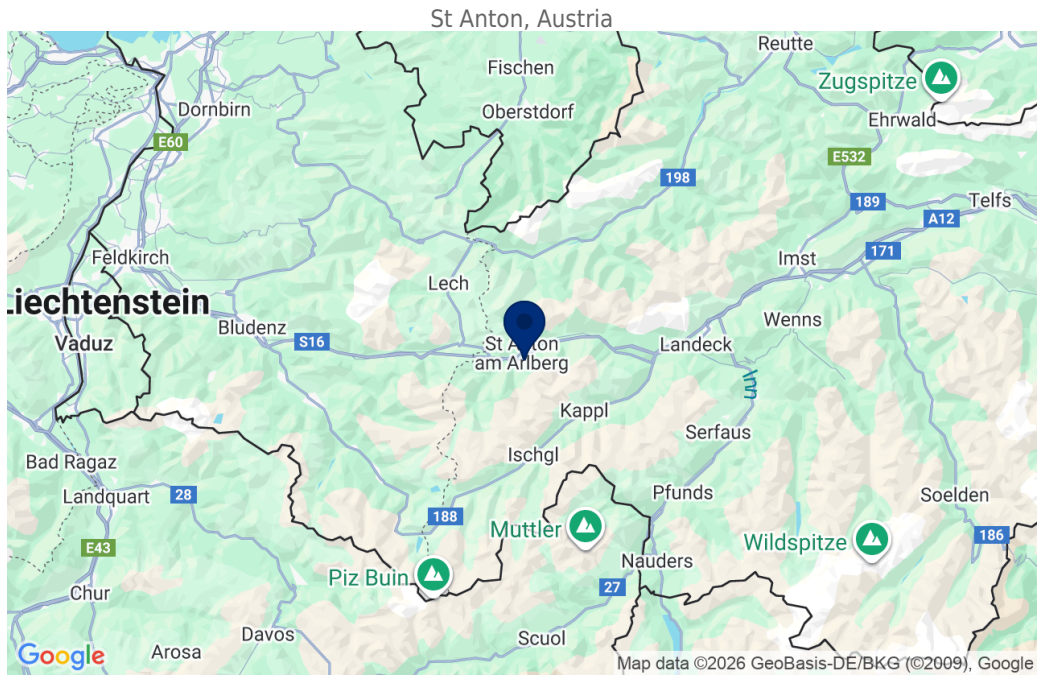 St Anton, Austria
Reutte
Fischen
Zugspitze
Oberstdorf
Dornbirn
Ehrwald
E60
E532
198
189
Telfs
A12
171
Feldkirch
Imst
Lech
Liechtenstein
Bludenz
Wenns
S16
Vaduz
St Anton
am Arlberg
Landeck
Inn
Kappl
Serfaus
Ischgl
Bad Ragaz
Landquart
28
Pfunds
Soelden
188
Muttler
Wildspitze
186
E43
Nauders
Piz Buin
27
Chur
Davos
Scuol
Arosa
Google
Map data ©2026 GeoBasis-DE/BKG (©2009), Google